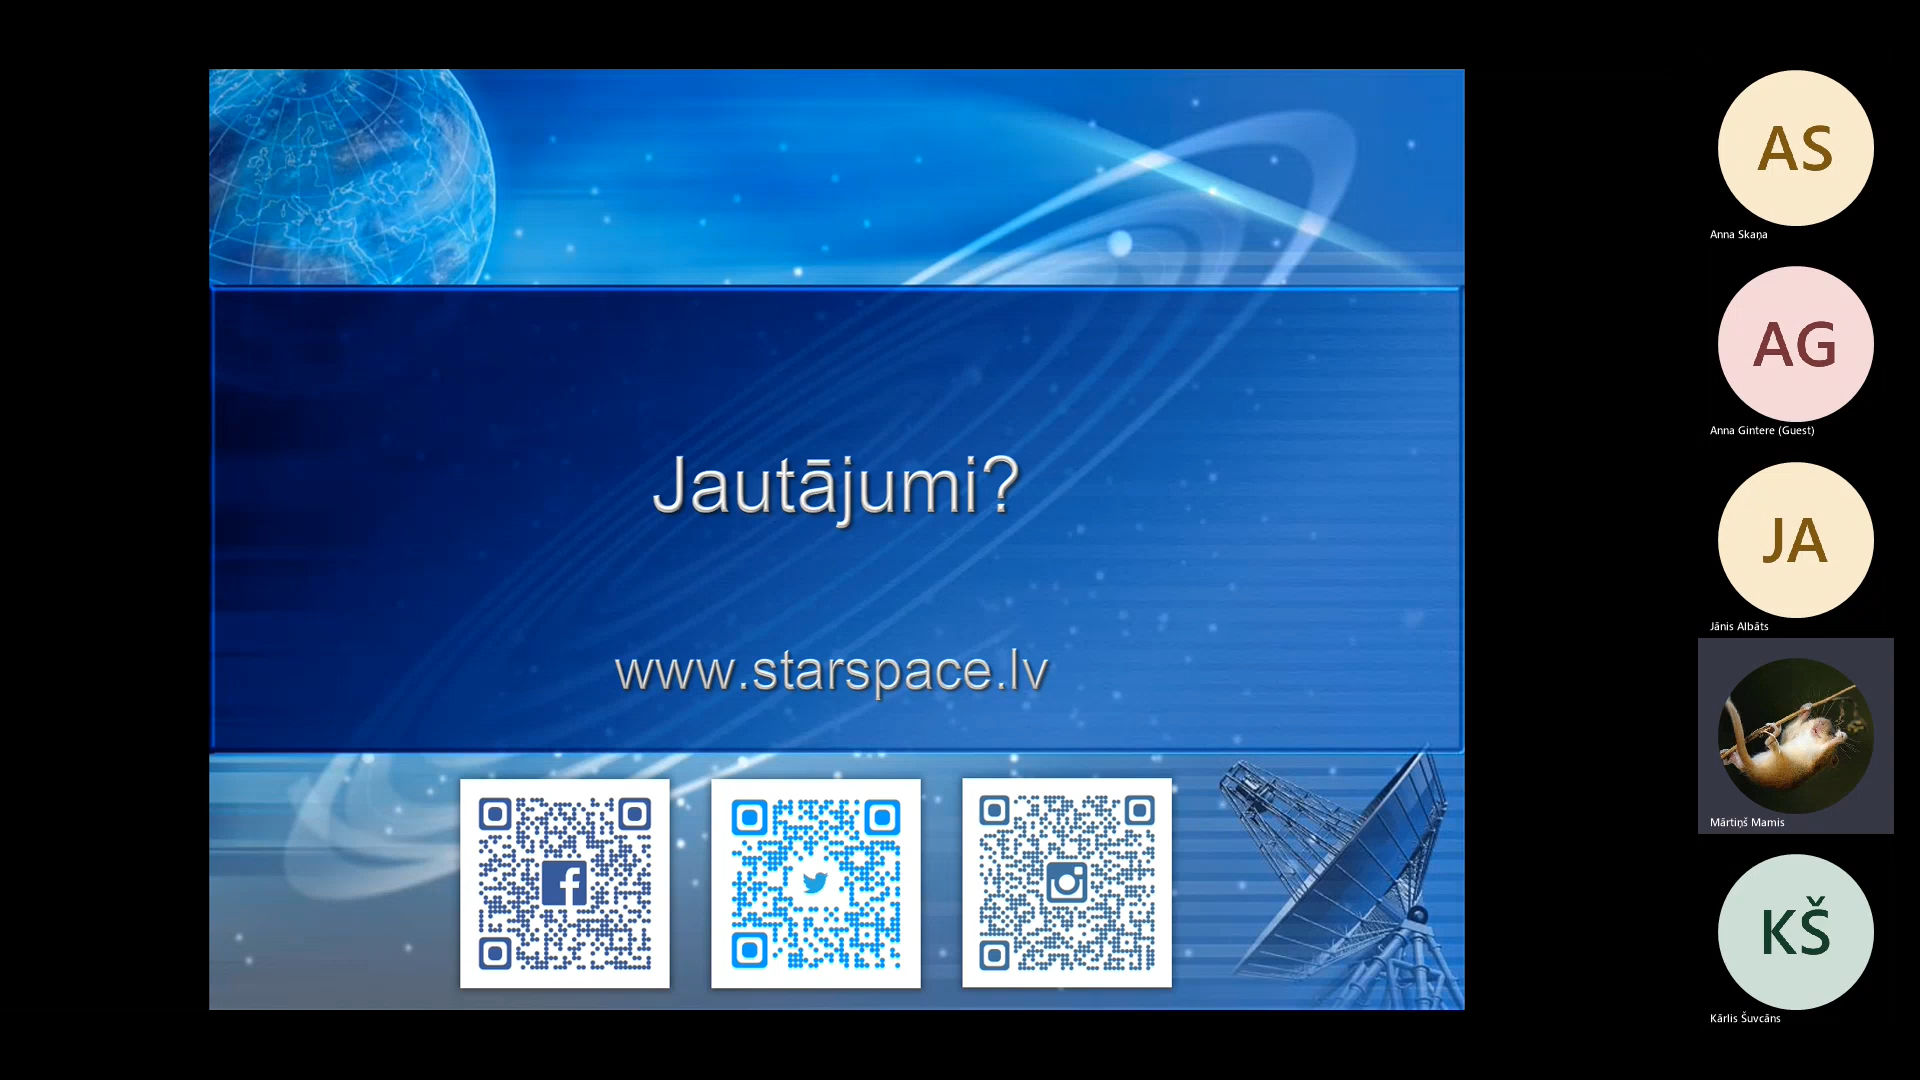 Jautājumi?
www.starspace.lv
AS
Anna Skaņa
AG
Anna Gintere (Guest)
JA
Jānis Albāts
Mārtiņš Mamis
KŠ
Kārlis Šuvcāns